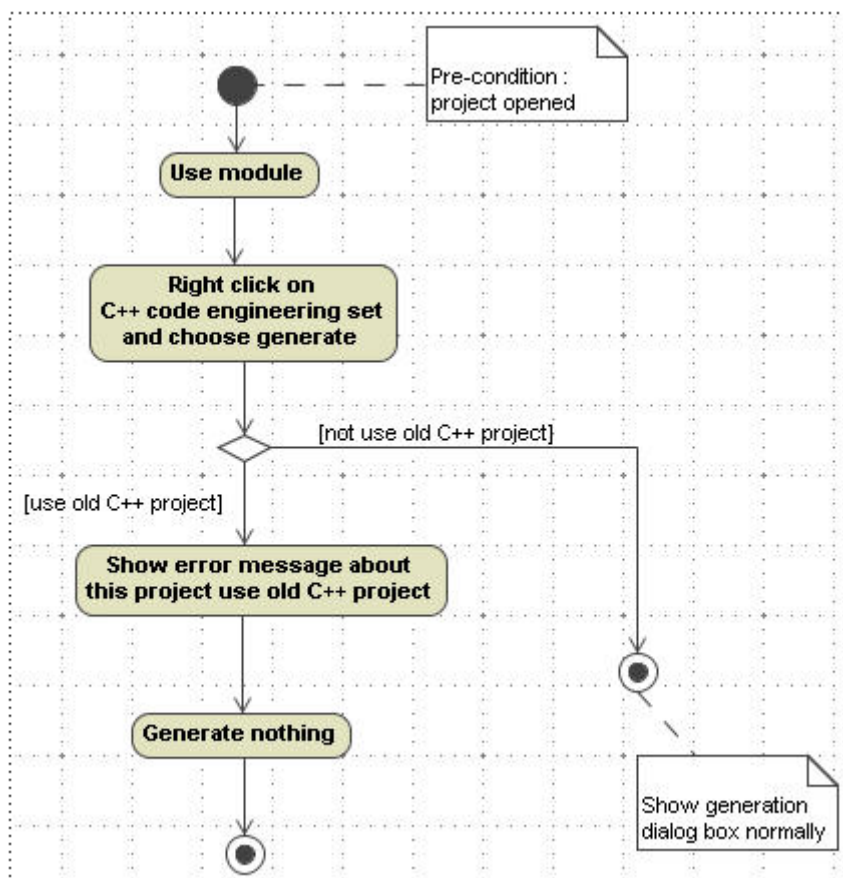 Pre-condition :
project opened
Use module
Right click on
C++ code engineering set
and choose generate
[not use old C++ project]
[use old C++ project]
Show error message about
this project use old C++ project
Generate nothing
Show generation
dialog box normally